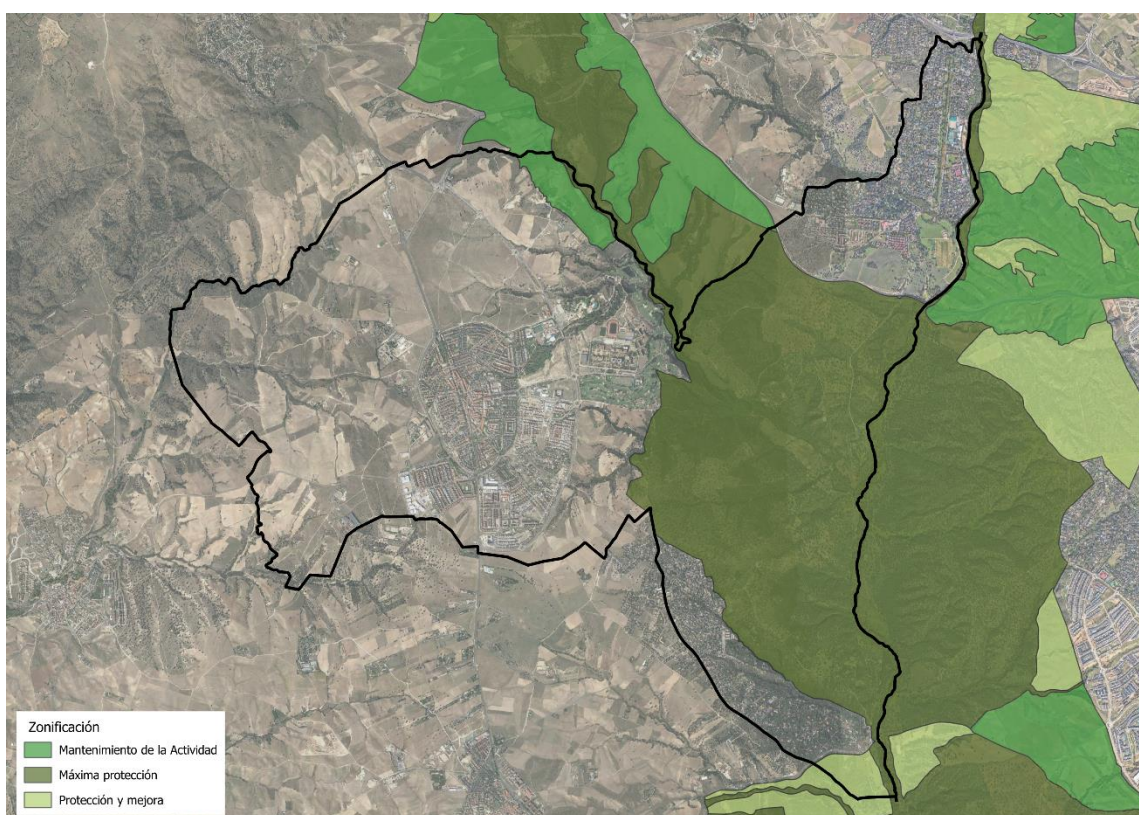 Zonificación
Mantenimiento de la Actividad
Máxima protección
Protección y mejora